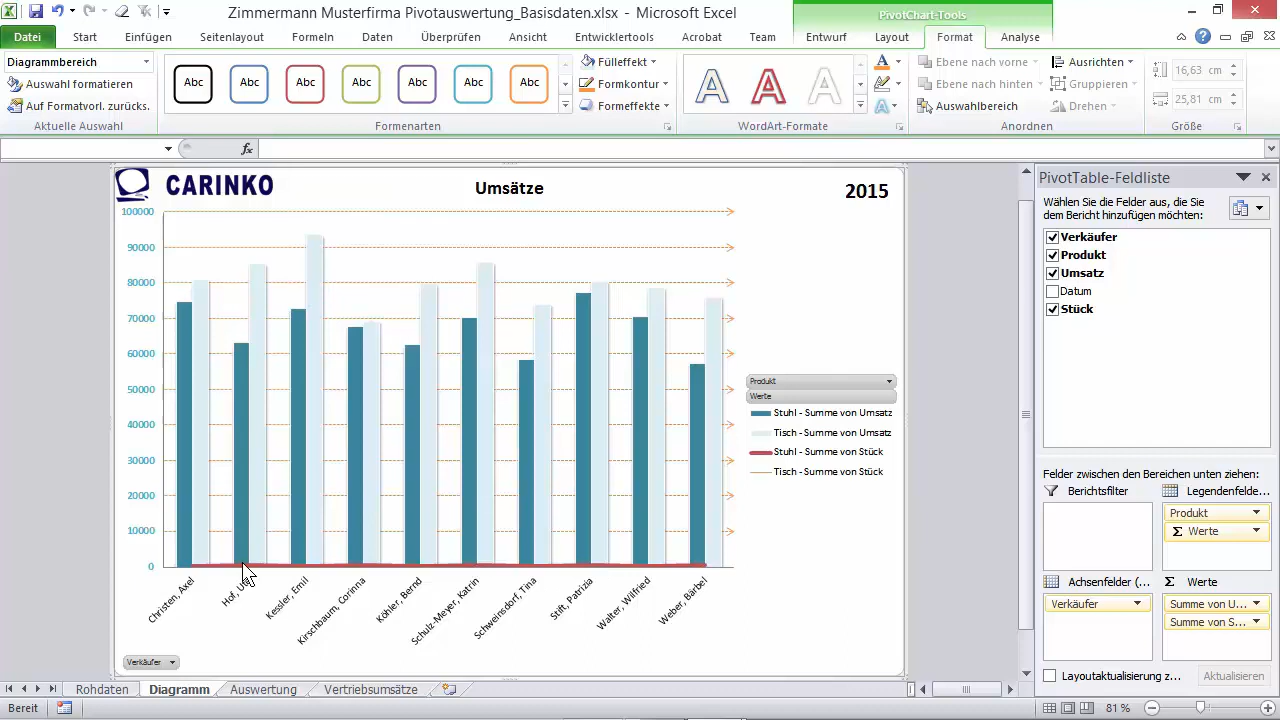 Zimmermann Musterfirma Pivotauswertung_Basisdaten.xlsx - Microsoft Excel
PivotChart-Tools
Datei Start Einfügen Seitenlayout Formeln Daten Überprüfen Ansicht Entwicklertools Acrobat Team Entwurf Layout Format Analyse
Diagrammbereich
Auswahl formatieren
Auf Formatvorl. zurücks.
Aktuelle Auswahl
Abc Abc Abc Abc Abc Abc Abc
Fülleffekt
Formkontur
Formeffekte
Formenarten
A A A
WordArt-Formate
Ebene nach vorne
Ebene nach hinten
Auswahlbereich
Ausrichten
Gruppieren
Drehen
Anordnen
16,63 cm
25,81 cm
Größe
fx
CARINKO
Umsätze
2015
100000
90000
80000
70000
60000
50000
40000
30000
20000
10000
0
Christen, Axel
Hof,
Kessler, Emil
Kirschbaum, Corinna
Köhler, Bernd
Schulz-Meyer, Katrin
Schweinsdorf, Tina
Stift, Patrizia
Walter, Wilfried
Weber, Bärbel
Verkäufer
Produkt
Werte
Stuhl - Summe von Umsatz
Tisch - Summe von Umsatz
Stuhl - Summe von Stück
Tisch - Summe von Stück
PivotTable-Feldliste
Wählen Sie die Felder aus, die Sie
dem Bericht hinzufügen möchten:
Verkäufer
Produkt
Umsatz
Datum
Stück
Felder zwischen den Bereichen unten ziehen:
Berichtsfilter
Legendenfelde...
Produkt
Σ Werte
Achsenfelder (...
Σ Werte
Verkäufer
Summe von U...
Summe von S...
Layoutaktualisierung z...
Aktualisieren
Rohdaten Diagramm Auswertung Vertriebsumsätze
Bereit
81 %